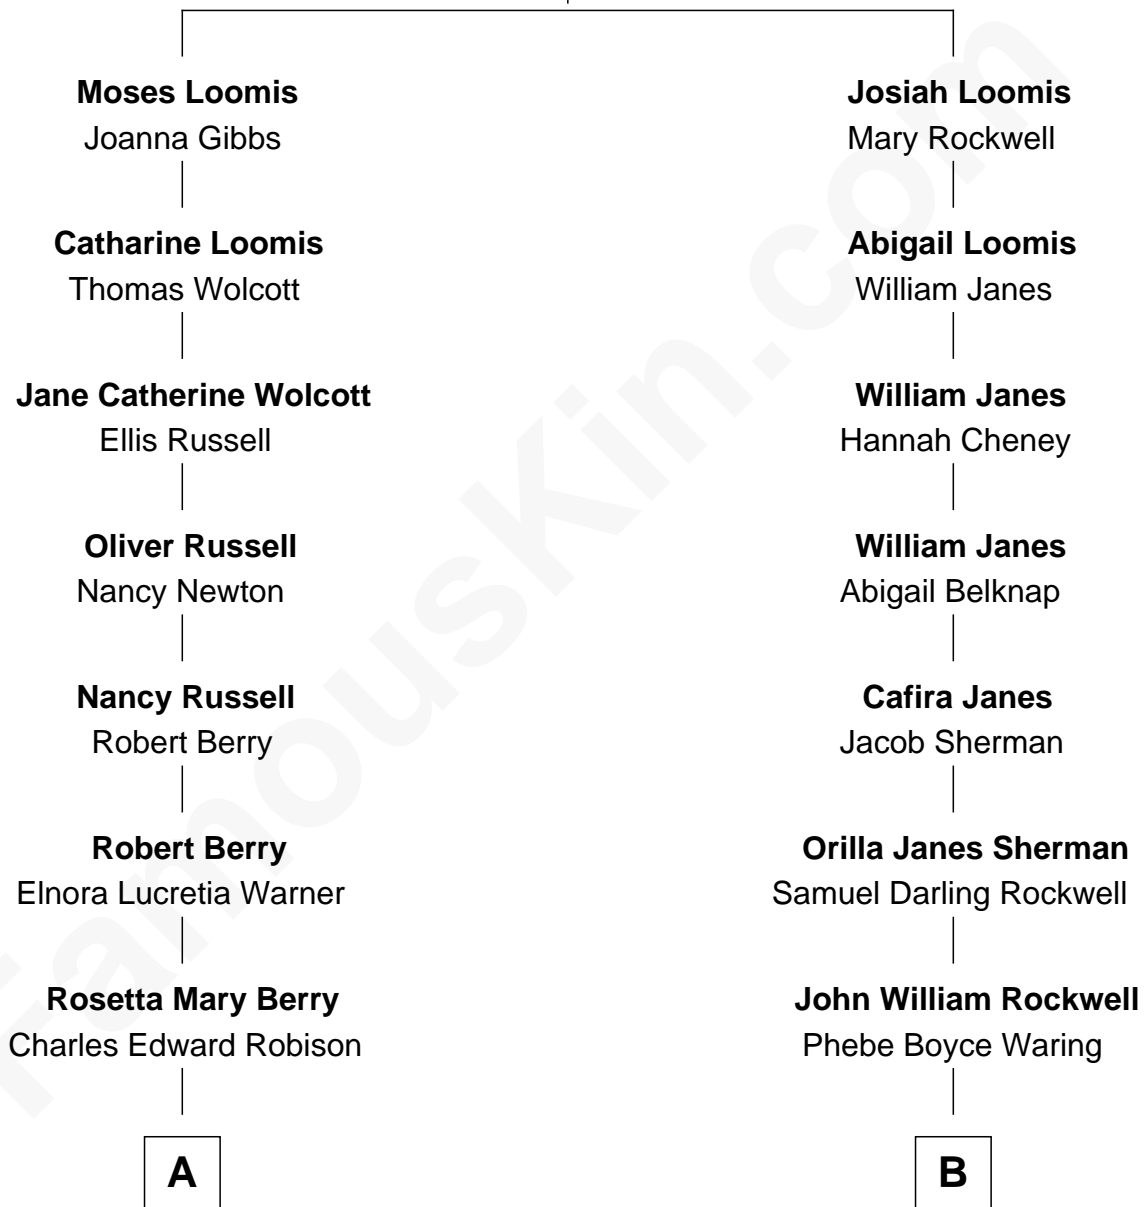 Moses Loomis
Joanna Gibbs
Josiah Loomis
Mary Rockwell
Catharine Loomis
Thomas Wolcott
Abigail Loomis
William Janes
Jane Catherine Wolcott
Ellis Russell
William Janes
Hannah Cheney
Oliver Russell
Nancy Newton
William Janes
Abigail Belknap
Nancy Russell
Robert Berry
Cafira Janes
Jacob Sherman
Robert Berry
Elnora Lucretia Warner
Orilla Janes Sherman
Samuel Darling Rockwell
Rosetta Mary Berry
Charles Edward Robison
John William Rockwell
Phebe Boyce Waring
A
B
FamousKin.com